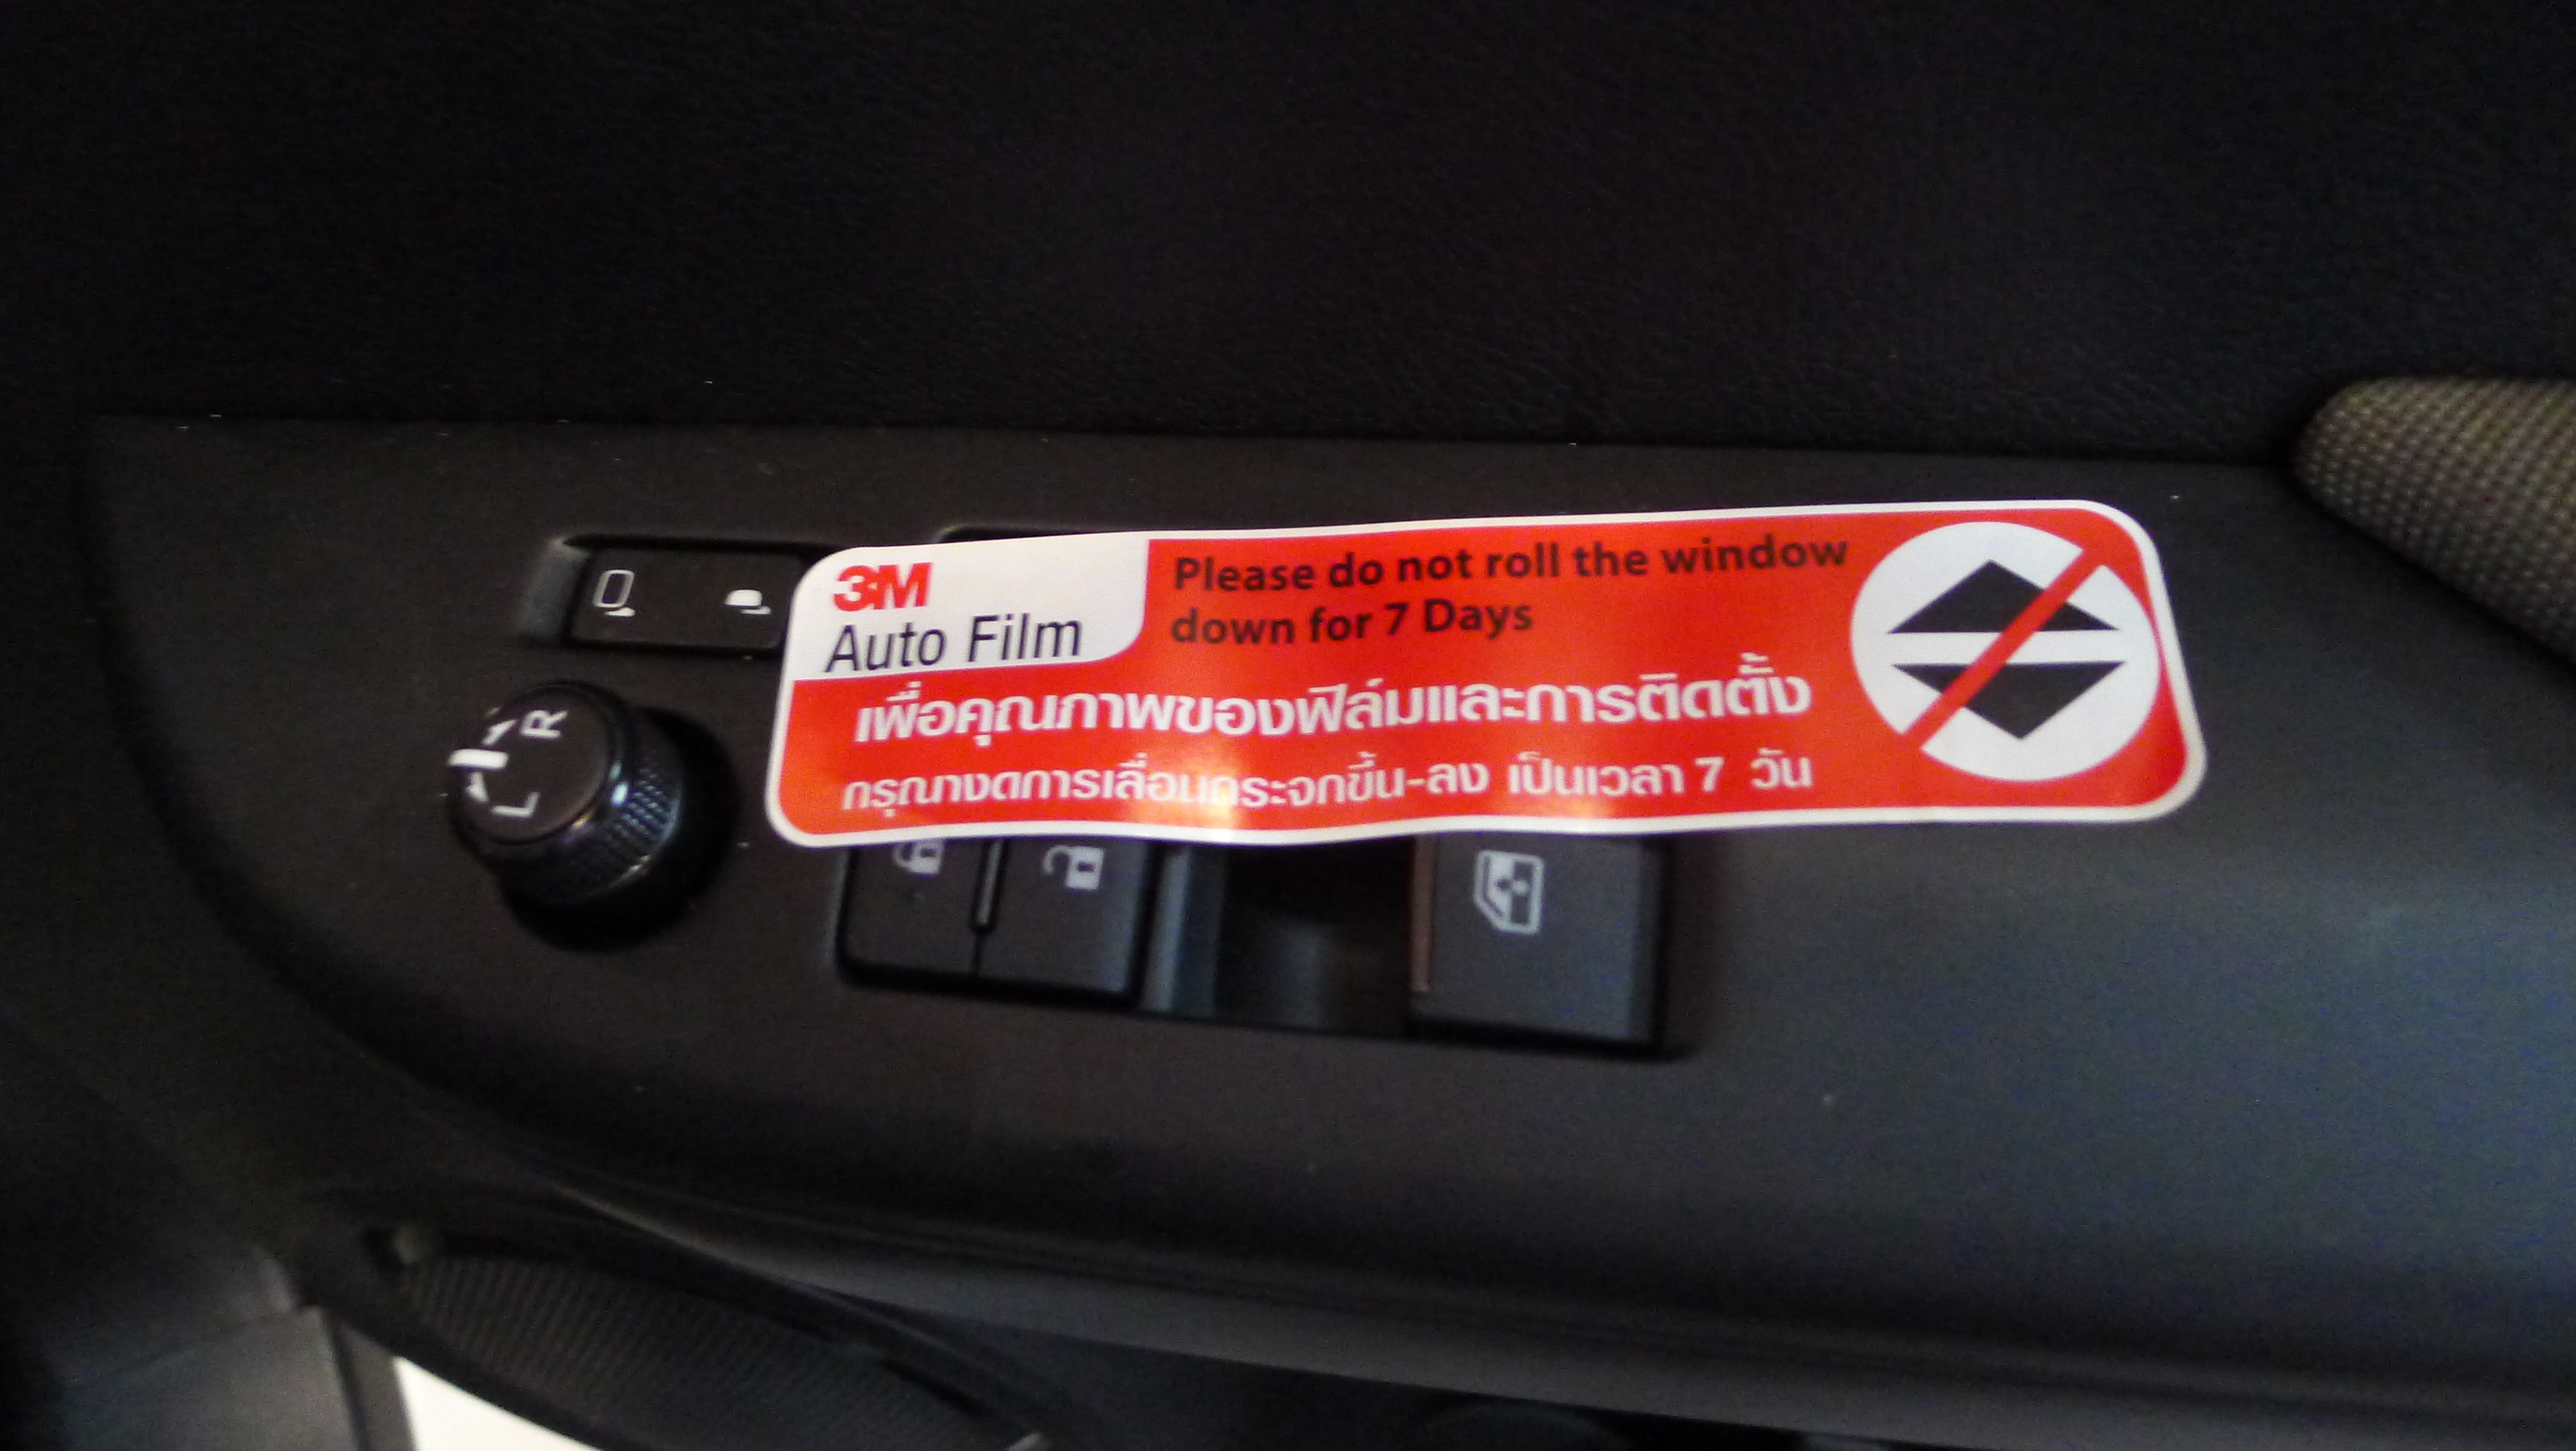 3M
Auto Film
Please do not roll the window
down for 7 Days
เพื่อคุณภาพของฟิล์มและการติดตั้ง
กรุณางดการเลื่อนกระจกขึ้น-ลง เป็นเวลา 7 วัน
L R